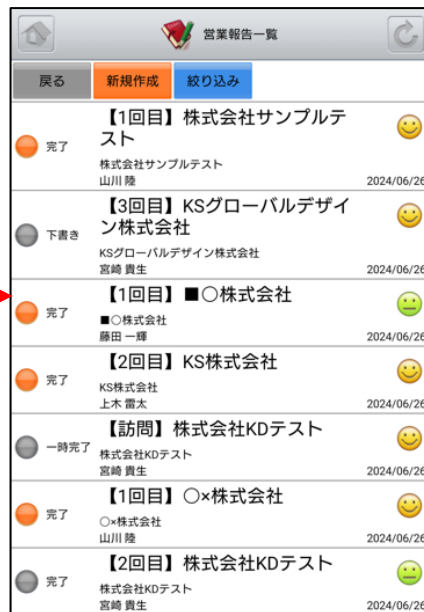 営業報告一覧
戻る 新規作成 絞り込み
【1回目】株式会社サンプルテ
スト
完了
株式会社サンプルテスト
山川 陸 2024/06/26
【3回目】KSグローバルデザイ
ン株式会社
下書き
KSグローバルデザイン株式会社
宮崎 貴生 2024/06/26
【1回目】■○株式会社
完了
■○株式会社
藤田 一輝 2024/06/26
【2回目】KS株式会社
完了
KS株式会社
上木 雷太 2024/06/26
【訪問】株式会社KDテスト
一時完了
株式会社KDテスト
宮崎 貴生 2024/06/26
【1回目】○×株式会社
完了
○×株式会社
山川 陸 2024/06/26
【2回目】株式会社KDテスト
完了
株式会社KDテスト
宮崎 貴生 2024/06/26